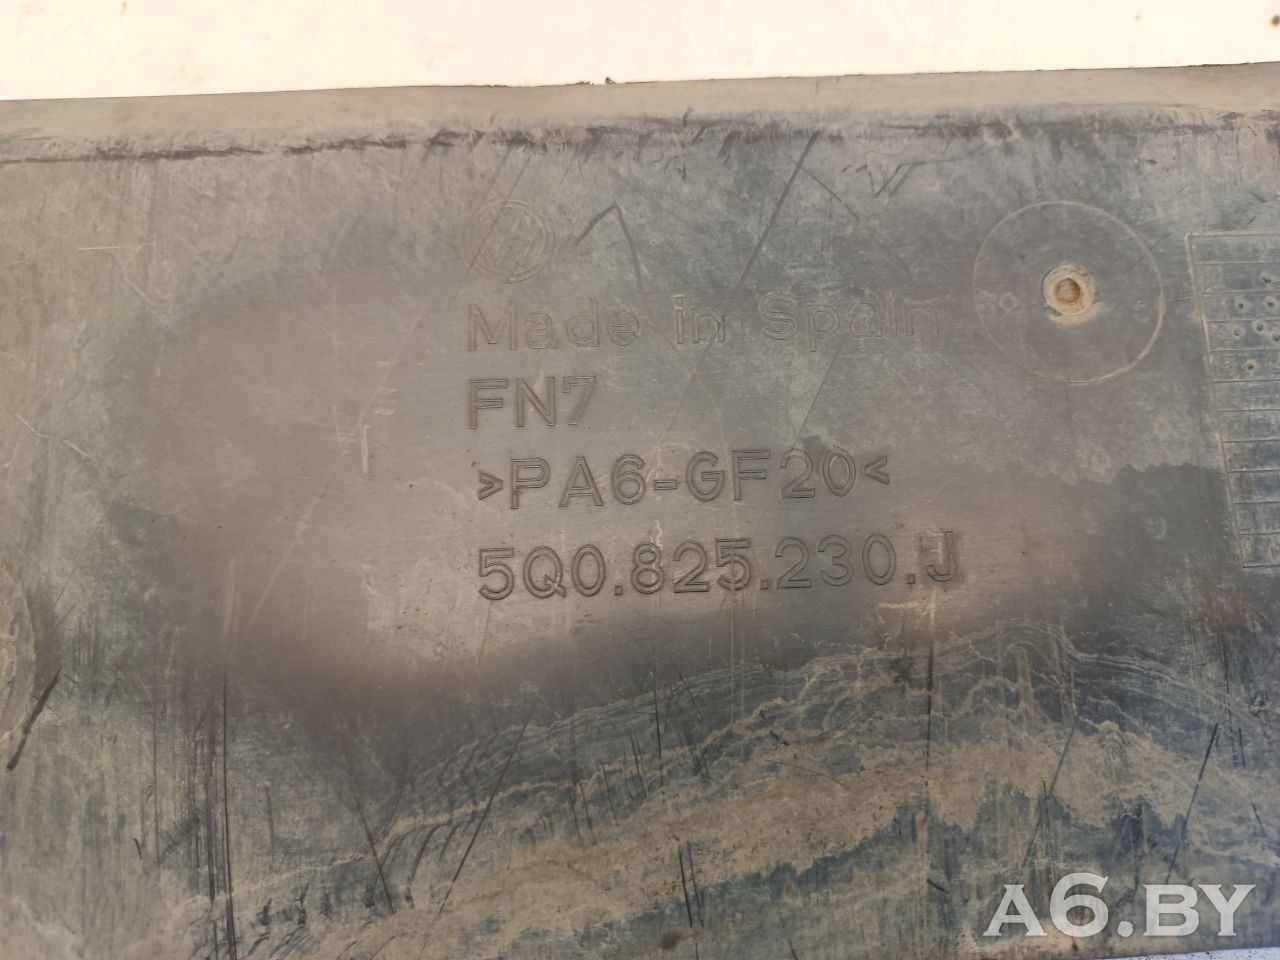 Made in Spain
FN7
>PA6-GF20<
5Q0.825.230.J
A6.BY